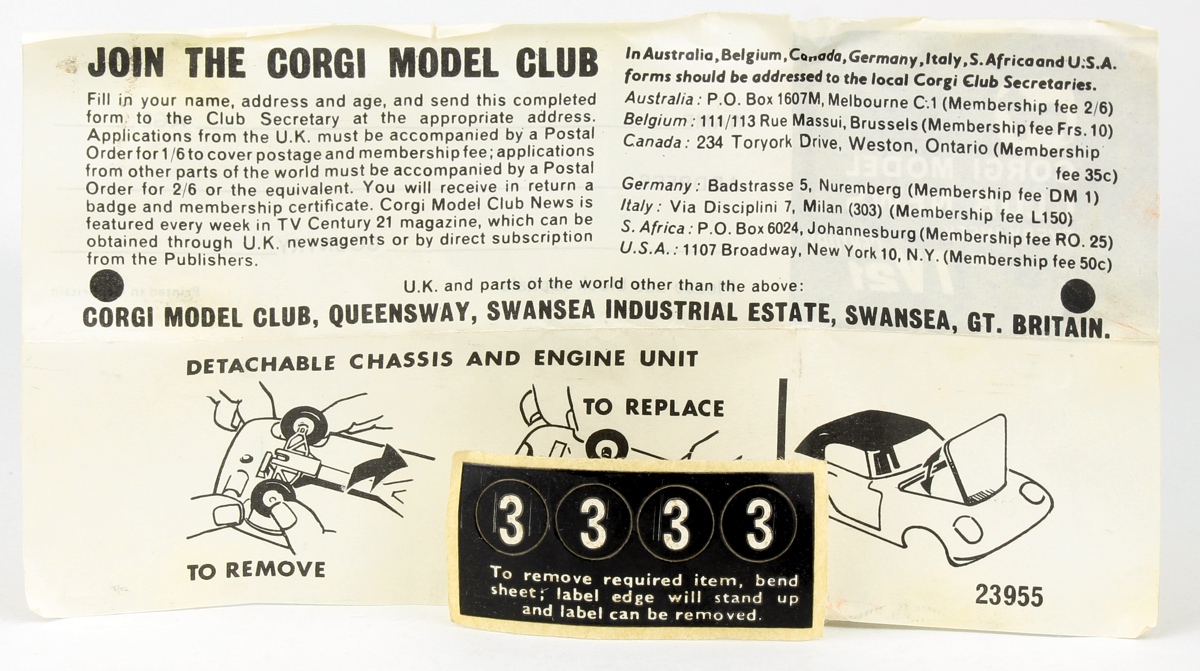 JOIN THE CORGI MODEL CLUB
Fill in your name, address and age, and send this completed
form to the Club Secretary at the appropriate address.
Applications from the U.K. must be accompanied by a Postal
Order for 1/6 to cover postage and membership fee; applications
from other parts of the world must be accompanied by a Postal
Order for 2/6 or the equivalent. You will receive in return a
badge and membership certificate. Corgi Model Club News is
featured every week in TV Century 21 magazine, which can be
obtained through U.K. newsagents or by direct subscription
from the Publishers.
In Australia, Belgium, Canada, Germany, Italy, S. Africa and U.S.A.
forms should be addressed to the local Corgi Club Secretaries.
Australia: P.O. Box 1607M, Melbourne C.1 (Membership fee 2/6)
Belgium: 111/113 Rue Massui, Brussels (Membership fee Frs. 10)
Canada: 234 Toryork Drive, Weston, Ontario (Membership
fee 35c)
Germany: Badstrasse 5, Nuremberg (Membership fee DM 1)
Italy: Via Disciplini 7, Milan (303) (Membership fee L150)
S. Africa: P.O. Box 6024, Johannesburg (Membership fee RO. 25)
U.S.A.: 1107 Broadway, New York 10, N.Y. (Membership fee 50c)
U.K. and parts of the world other than the above:
CORGI MODEL CLUB, QUEENSWAY, SWANSEA INDUSTRIAL ESTATE, SWANSEA, GT. BRITAIN.
DETACHABLE CHASSIS AND ENGINE UNIT
TO REPLACE
TO REMOVE
3 3 3 3
To remove required item, bend
sheet; label edge will stand up
and label can be removed.
23955